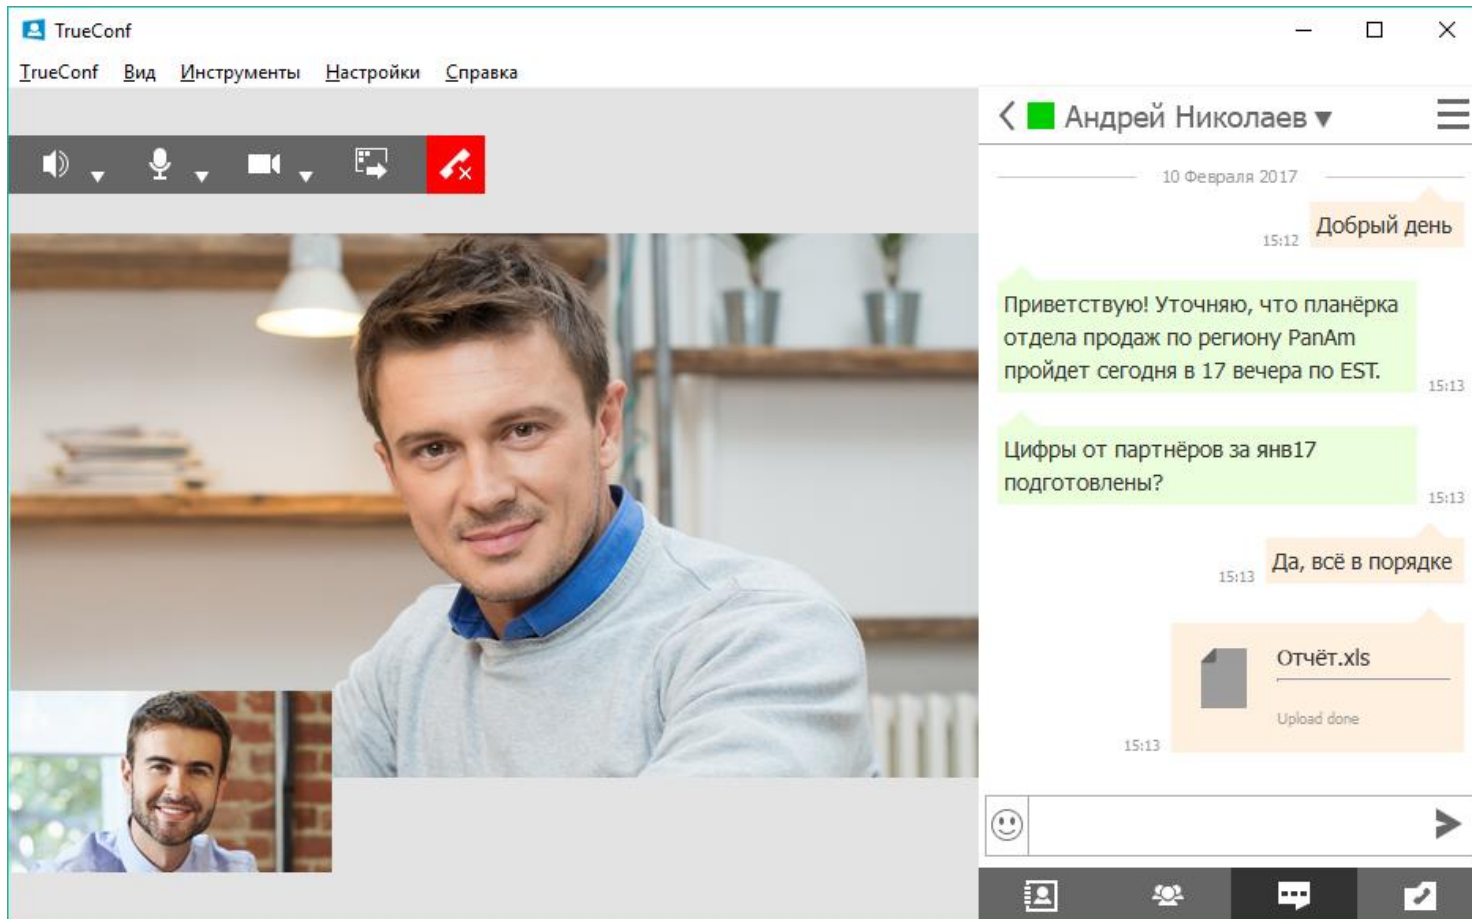 TrueConf
TrueConf Вид Инструменты Настройки Справка
Андрей Николаев
10 Февраля 2017
Добрый день
15:12
Приветствую! Уточняю, что планёрка
отдела продаж по региону PanAm
пройдет сегодня в 17 вечера по EST.
15:13
Цифры от партнёров за янв17
подготовлены?
15:13
Да, всё в порядке
15:13
Отчёт.xls
Upload done
15:13